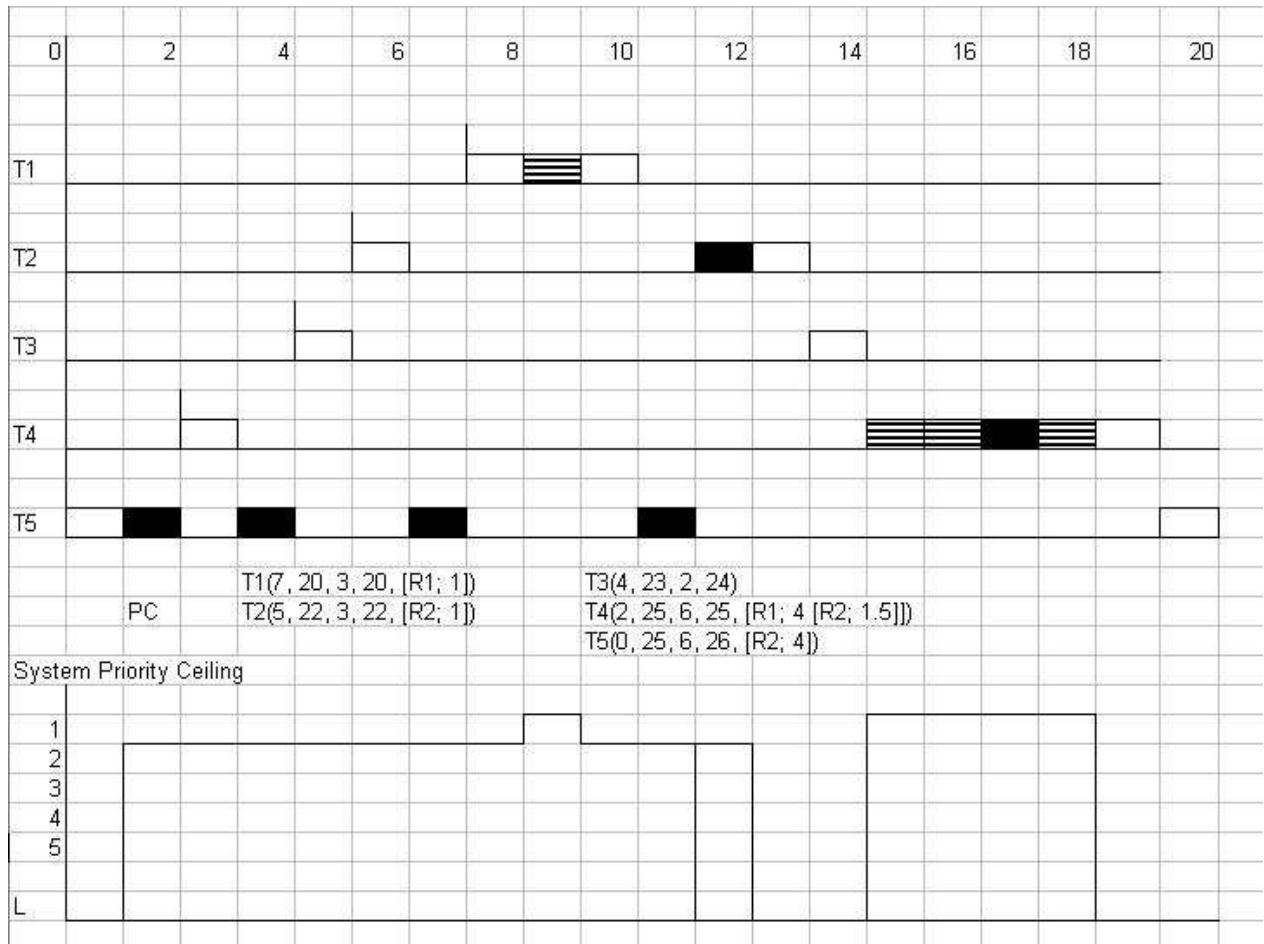 0 2 4 6 8 10 12 14 16 18 20
T1
T2
T3
T4
T5
T1(7, 20, 3, 20, [R1; 1]) T3(4, 23, 2, 24)
PC T2(5, 22, 3, 22, [R2; 1]) T4(2, 25, 6, 25, [R1; 4 [R2; 1.5]])
T5(0, 25, 6, 26, [R2; 4])
System Priority Ceiling
1
2
3
4
5
L